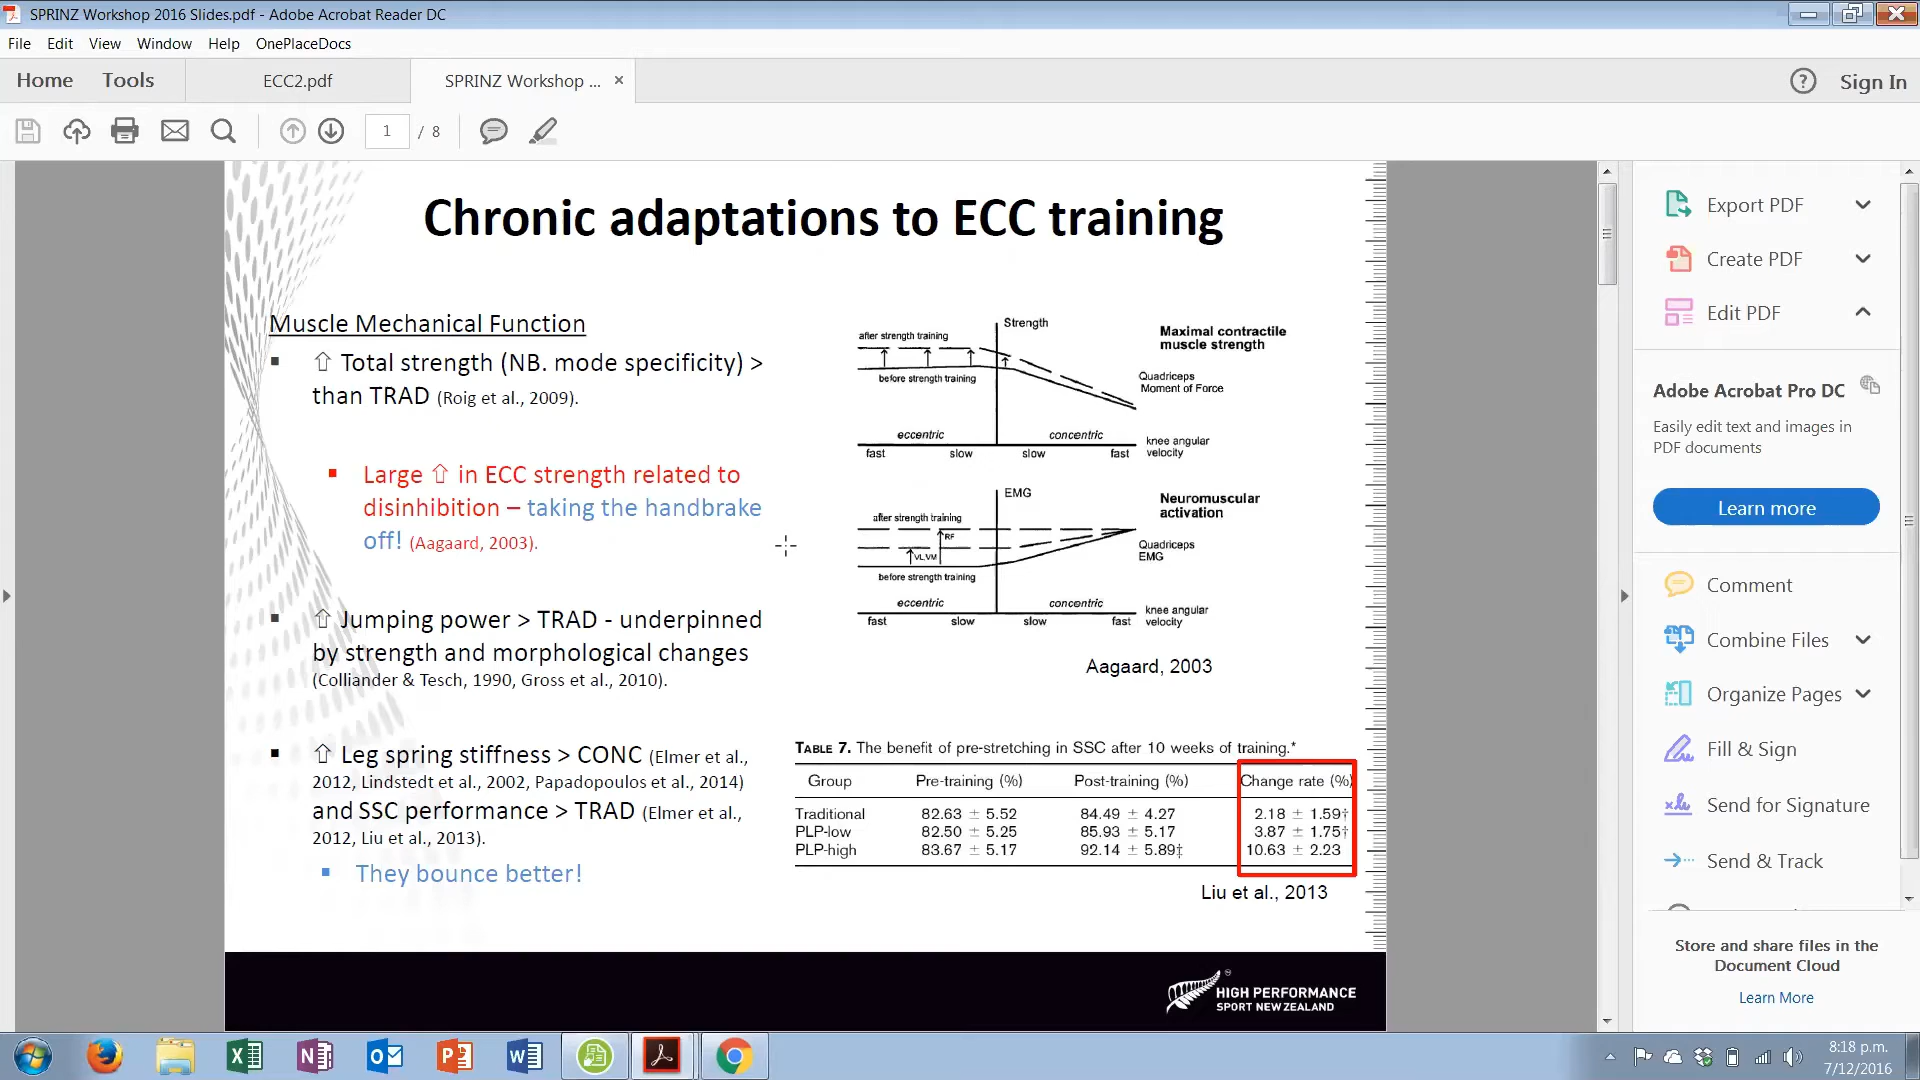 SPRINZ Workshop 2016 Slides.pdf - Adobe Acrobat Reader DC
File Edit View Window Help OnePlaceDocs
Home Tools ECC2.pdf SPRINZ Workshop ... × ? Sign In
1 / 8
Chronic adaptations to ECC training
Muscle Mechanical Function
▪ ⇧ Total strength (NB. mode specificity) >
than TRAD (Roig et al., 2009).
▪ Large ⇧ in ECC strength related to
disinhibition – taking the handbrake
off! (Aagaard, 2003).
▪ ⇧ Jumping power > TRAD - underpinned
by strength and morphological changes
(Colliander & Tesch, 1990, Gross et al., 2010).
▪ ⇧ Leg spring stiffness > CONC (Elmer et al.,
2012, Lindstedt et al., 2002, Papadopoulos et al., 2014)
and SSC performance > TRAD (Elmer et al.,
2012, Liu et al., 2013).
▪ They bounce better!
Strength
after strength training
before strength training
Maximal contractile
muscle strength
Quadriceps
Moment of Force
eccentric concentric
knee angular
velocity
fast slow slow fast
EMG
after strength training
RF
VL,VM
before strength training
Neuromuscular
activation
Quadriceps
EMG
eccentric concentric
knee angular
velocity
fast slow slow fast
Aagaard, 2003
TABLE 7. The benefit of pre-stretching in SSC after 10 weeks of training.*
Group Pre-training (%) Post-training (%) Change rate (%)
Traditional 82.63 ± 5.52 84.49 ± 4.27 2.18 ± 1.59†
PLP-low 82.50 ± 5.25 85.93 ± 5.17 3.87 ± 1.75†
PLP-high 83.67 ± 5.17 92.14 ± 5.89‡ 10.63 ± 2.23
Liu et al., 2013
HIGH PERFORMANCE
SPORT NEW ZEALAND
Export PDF
Create PDF
Edit PDF
Adobe Acrobat Pro DC
Easily edit text and images in
PDF documents
Learn more
Comment
Combine Files
Organize Pages
Fill & Sign
Send for Signature
Send & Track
Store and share files in the
Document Cloud
Learn More
8:18 p.m.
7/12/2016